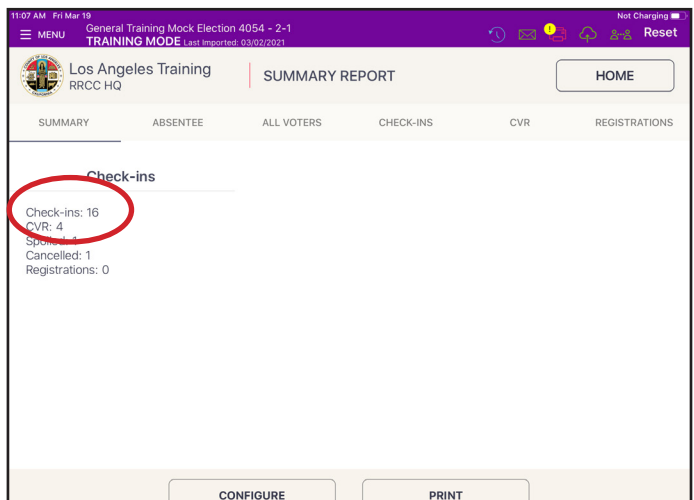 11:07 AM Fri Mar 19
Not Charging
MENU
General Training Mock Election 4054 - 2-1
TRAINING MODE Last Imported: 03/02/2021
Reset
Los Angeles Training
RRCC HQ
SUMMARY REPORT
HOME
SUMMARY ABSENTEE ALL VOTERS CHECK-INS CVR REGISTRATIONS
Check-ins
Check-ins: 16
CVR: 4
Spoiled: 1
Cancelled: 1
Registrations: 0
CONFIGURE PRINT